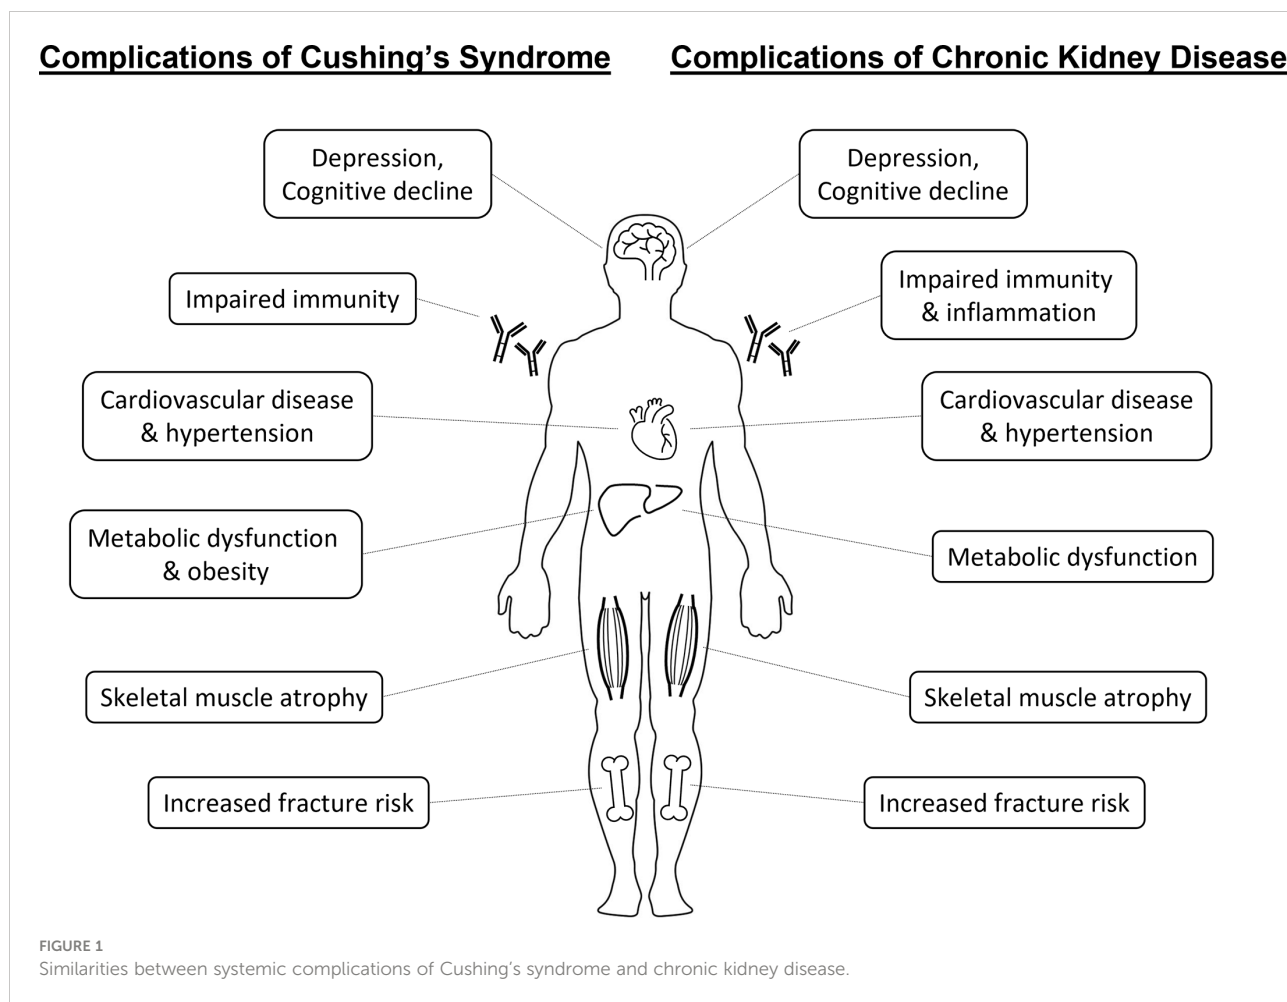 Complications of Cushing’s Syndrome
Complications of Chronic Kidney Disease
Depression,
Cognitive decline
Depression,
Cognitive decline
Impaired immunity
Impaired immunity
& inflammation
Cardiovascular disease
& hypertension
Cardiovascular disease
& hypertension
Metabolic dysfunction
& obesity
Metabolic dysfunction
Skeletal muscle atrophy
Skeletal muscle atrophy
Increased fracture risk
Increased fracture risk
FIGURE 1
Similarities between systemic complications of Cushing’s syndrome and chronic kidney disease.